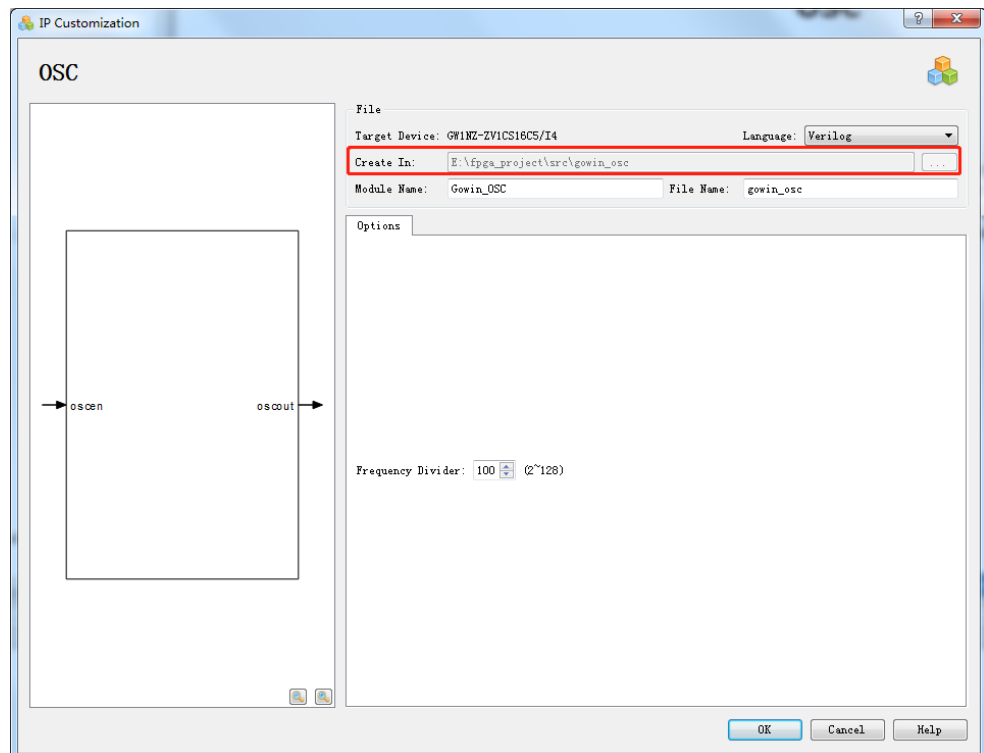 IP Customization
OSC
File
Target Device: GW1NZ-ZV1CS16C5/I4 Language: Verilog
Create In: E:\fpga_project\src\gowin_osc ...
Module Name: Gowin_OSC File Name: gowin_osc
Options
oscen oscout
Frequency Divider: 100 (2~128)
OK Cancel Help